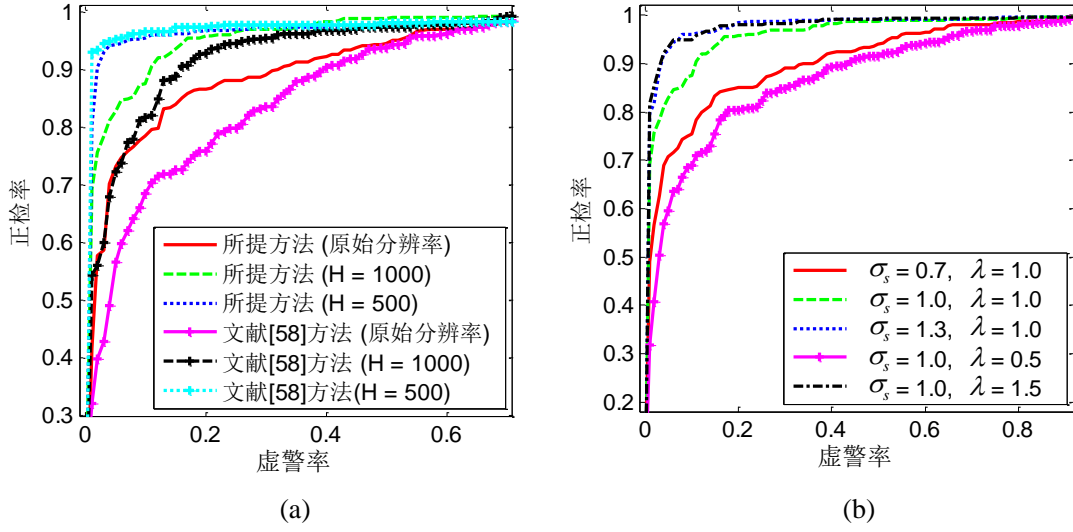 1
0.9
0.8
0.7
0.6
0.5
0.4
0.3
正检率
0 0.2 0.4 0.6
虚警率
所提方法 (原始分辨率)
所提方法 (H = 1000)
所提方法 (H = 500)
文献[58]方法 (原始分辨率)
文献[58]方法 (H = 1000)
文献[58]方法(H = 500)
(a)
1
0.9
0.8
0.7
0.6
0.5
0.4
0.3
0.2
正检率
0 0.2 0.4 0.6 0.8
虚警率
σs = 0.7, λ = 1.0
σs = 1.0, λ = 1.0
σs = 1.3, λ = 1.0
σs = 1.0, λ = 0.5
σs = 1.0, λ = 1.5
(b)